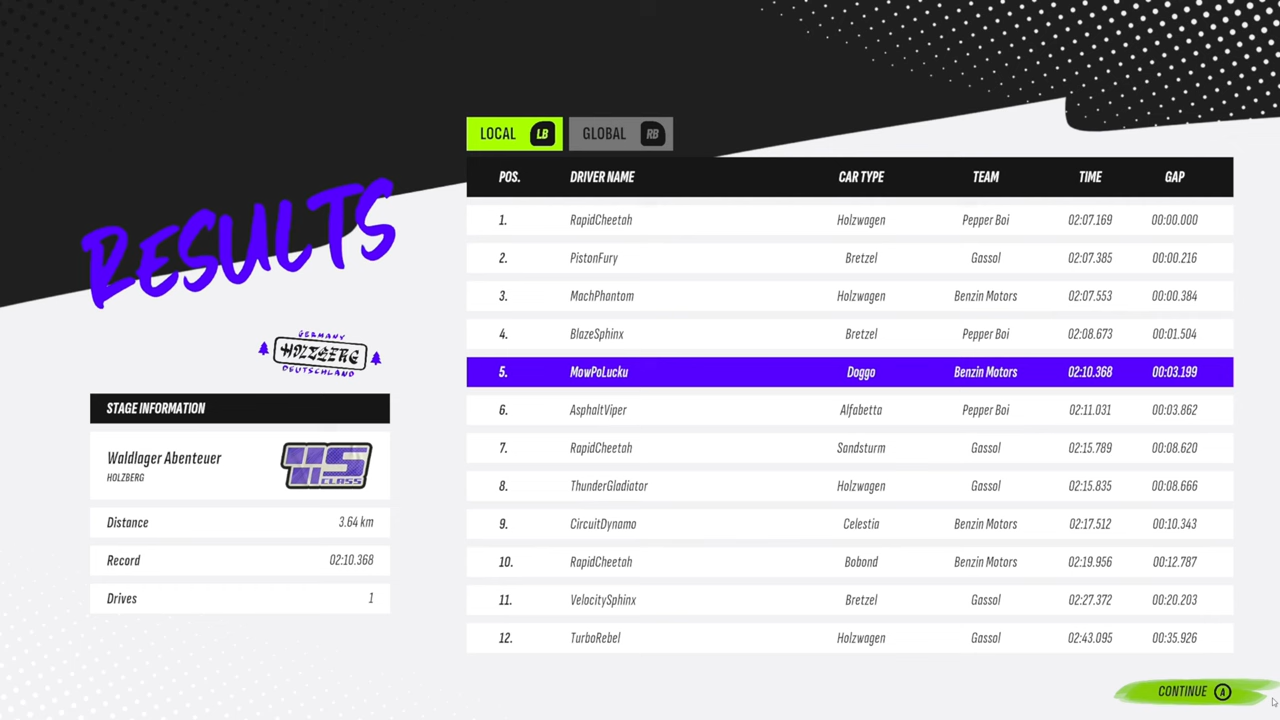 LOCAL LB GLOBAL RB
POS. DRIVER NAME CAR TYPE TEAM TIME GAP
1. RapidCheetah Holzwagen Pepper Boi 02:07.169 00:00.000
2. PistonFury Bretzel Gassol 02:07.385 00:00.216
3. MachPhantom Holzwagen Benzin Motors 02:07.553 00:00.384
4. BlazeSphinx Bretzel Pepper Boi 02:08.673 00:01.504
5. MowPoLucku Doggo Benzin Motors 02:10.368 00:03.199
6. AsphaltViper Alfabetta Pepper Boi 02:11.031 00:03.862
7. RapidCheetah Sandsturm Gassol 02:15.789 00:08.620
8. ThunderGladiator Holzwagen Gassol 02:15.835 00:08.666
9. CircuitDynamo Celestia Benzin Motors 02:17.512 00:10.343
10. RapidCheetah Bobond Benzin Motors 02:19.956 00:12.787
11. VelocitySphinx Bretzel Gassol 02:27.372 00:20.203
12. TurboRebel Holzwagen Gassol 02:43.095 00:35.926
RESULTS
GERMANY
HOLZBERG
DEUTSCHLAND
STAGE INFORMATION
Waldlager Abenteuer
HOLZBERG
CLASS
Distance 3.64 km
Record 02:10.368
Drives 1
CONTINUE A